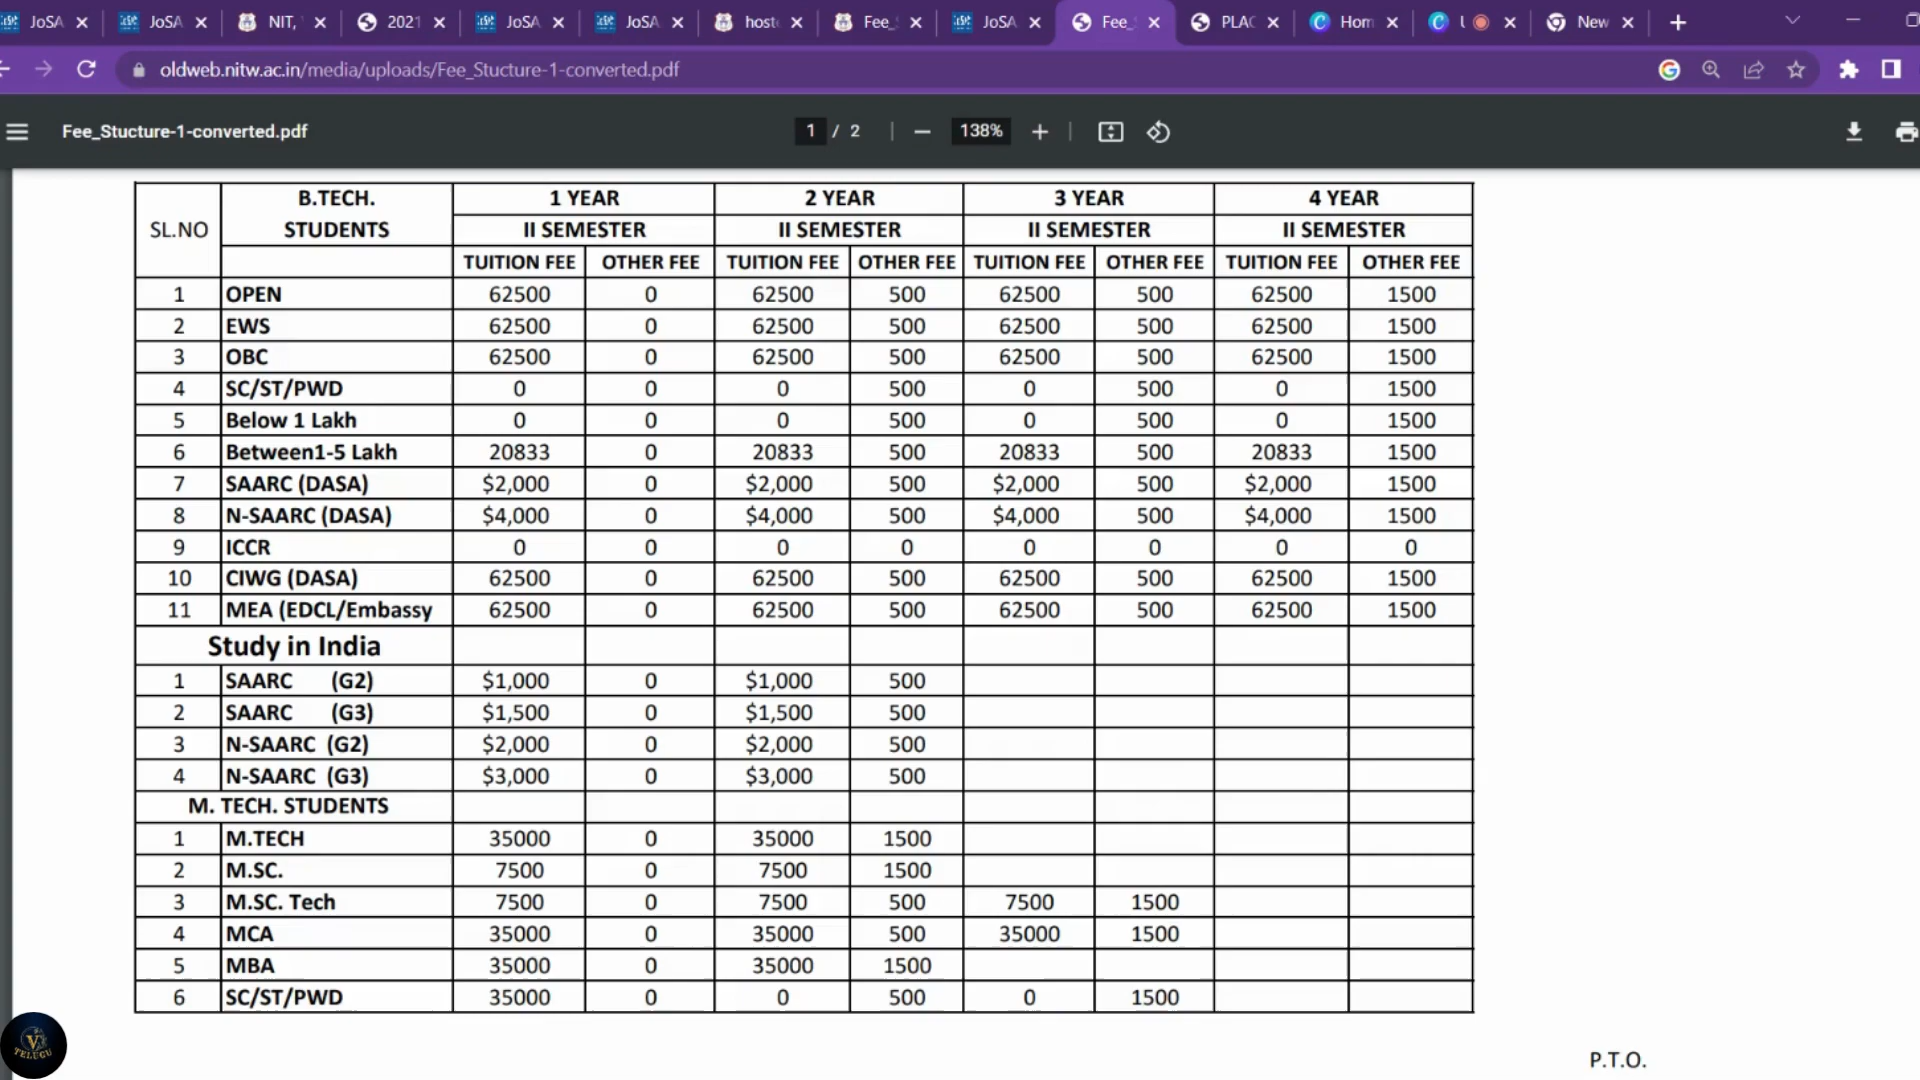 JoSA JoSA NIT, 2021 JoSA JoSA host Fee_ JoSA Fee_ PLAC Hom New
oldweb.nitw.ac.in/media/uploads/Fee_Stucture-1-converted.pdf
Fee_Stucture-1-converted.pdf 1 / 2 138%
SL.NO B.TECH. STUDENTS 1 YEAR 2 YEAR 3 YEAR 4 YEAR
II SEMESTER II SEMESTER II SEMESTER II SEMESTER
TUITION FEE OTHER FEE TUITION FEE OTHER FEE TUITION FEE OTHER FEE TUITION FEE OTHER FEE
1 OPEN 62500 0 62500 500 62500 500 62500 1500
2 EWS 62500 0 62500 500 62500 500 62500 1500
3 OBC 62500 0 62500 500 62500 500 62500 1500
4 SC/ST/PWD 0 0 0 500 0 500 0 1500
5 Below 1 Lakh 0 0 0 500 0 500 0 1500
6 Between1-5 Lakh 20833 0 20833 500 20833 500 20833 1500
7 SAARC (DASA) $2,000 0 $2,000 500 $2,000 500 $2,000 1500
8 N-SAARC (DASA) $4,000 0 $4,000 500 $4,000 500 $4,000 1500
9 ICCR 0 0 0 0 0 0 0 0
10 CIWG (DASA) 62500 0 62500 500 62500 500 62500 1500
11 MEA (EDCL/Embassy 62500 0 62500 500 62500 500 62500 1500
Study in India
1 SAARC (G2) $1,000 0 $1,000 500
2 SAARC (G3) $1,500 0 $1,500 500
3 N-SAARC (G2) $2,000 0 $2,000 500
4 N-SAARC (G3) $3,000 0 $3,000 500
M. TECH. STUDENTS
1 M.TECH 35000 0 35000 1500
2 M.SC. 7500 0 7500 1500
3 M.SC. Tech 7500 0 7500 500 7500 1500
4 MCA 35000 0 35000 500 35000 1500
5 MBA 35000 0 35000 1500
6 SC/ST/PWD 35000 0 0 500 0 1500
V TELUGU
P.T.O.